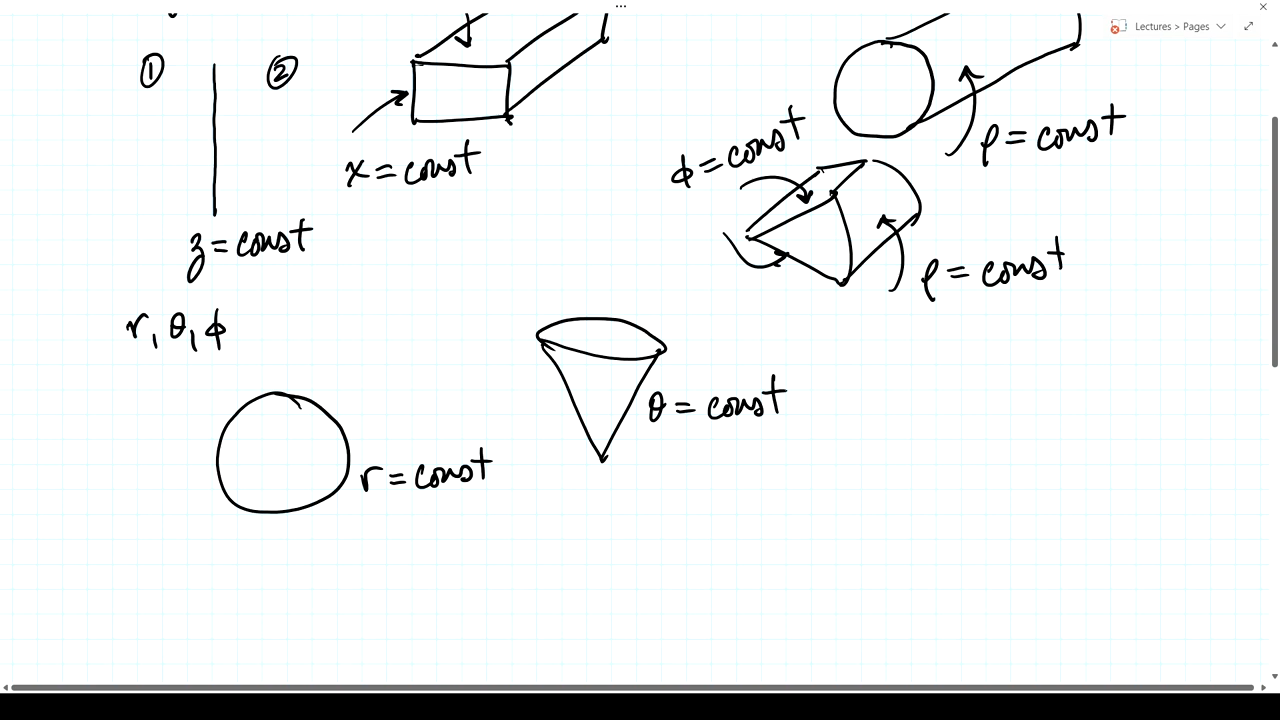 Lectures > Pages
① ②
x = const
z = const
ρ = const
ϕ = const
ρ = const
r, θ, ϕ
θ = const
r = const